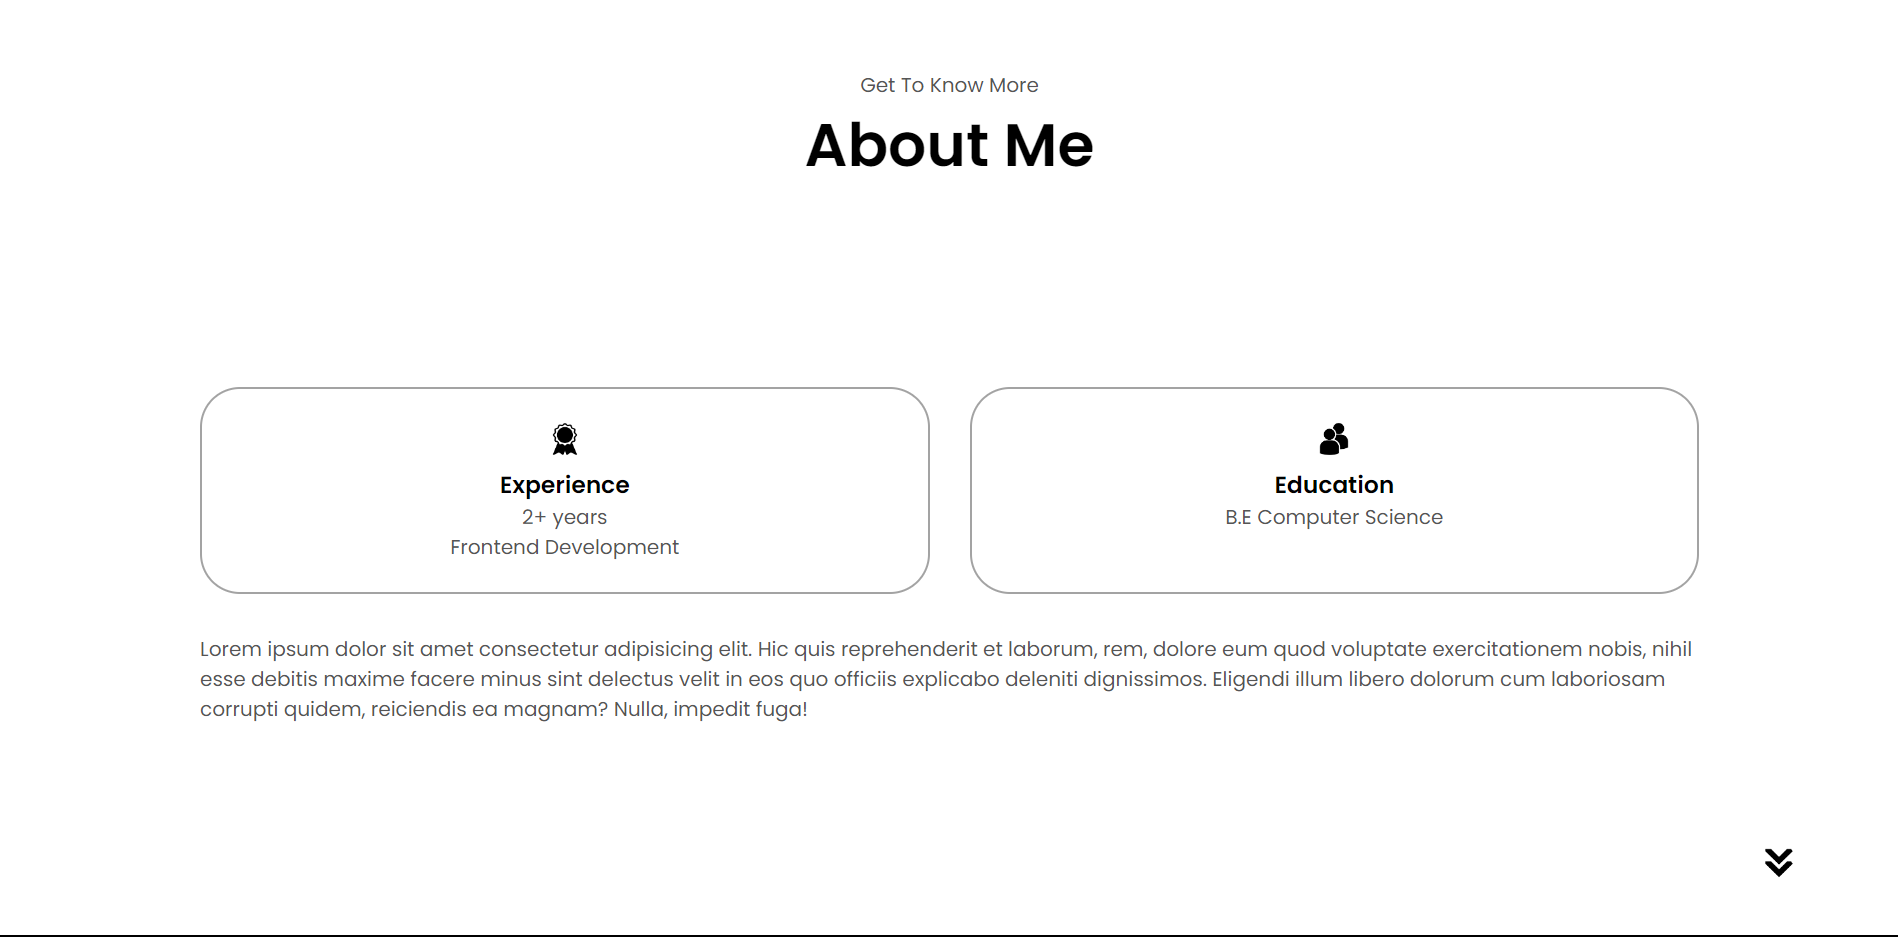 Get To Know More
About Me
Experience
2+ years
Frontend Development
Education
B.E Computer Science
Lorem ipsum dolor sit amet consectetur adipisicing elit. Hic quis reprehenderit et laborum, rem, dolore eum quod voluptate exercitationem nobis, nihil
esse debitis maxime facere minus sint delectus velit in eos quo officiis explicabo deleniti dignissimos. Eligendi illum libero dolorum cum laboriosam
corrupti quidem, reiciendis ea magnam? Nulla, impedit fuga!